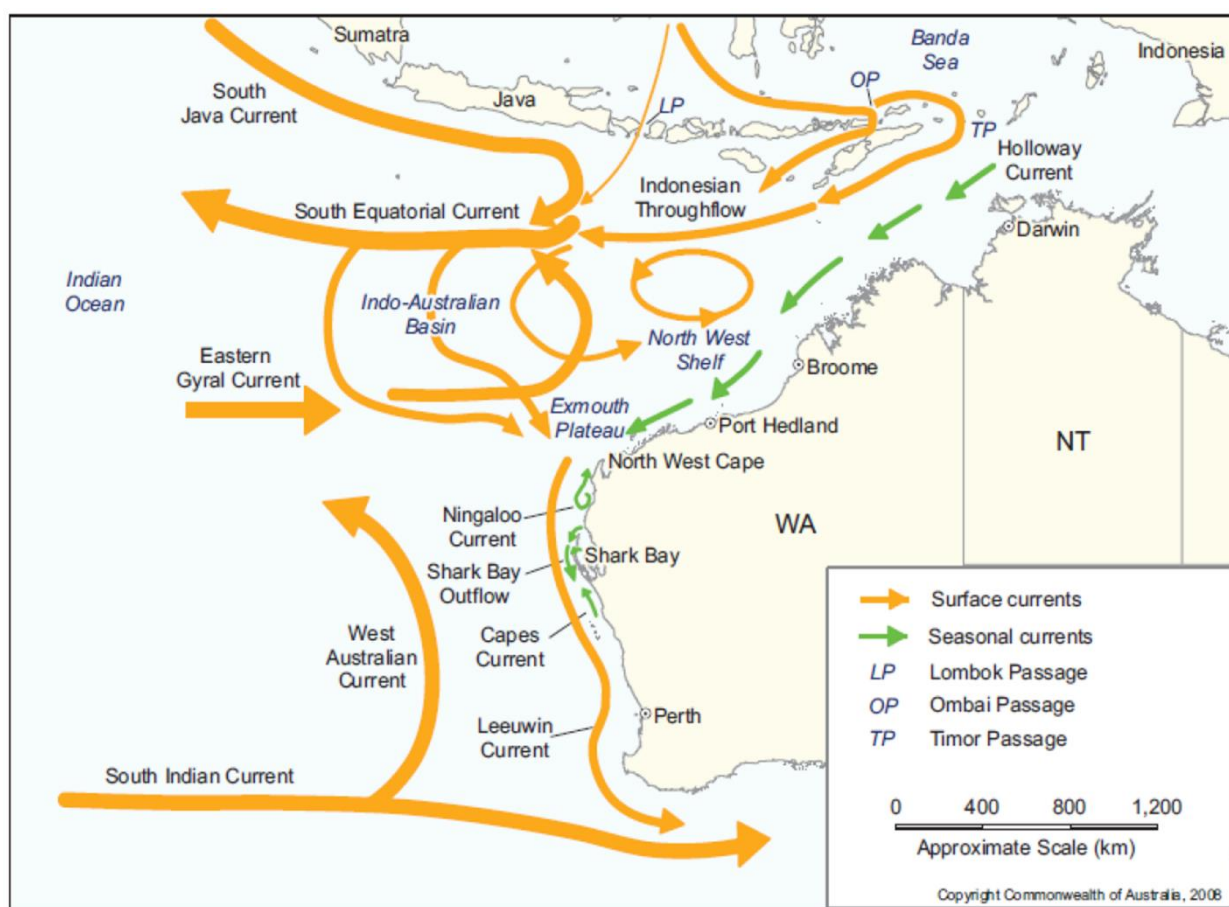 Sumatra
Banda
Sea
Indonesia
South
Java Current
Java
LP
OP
TP
Holloway
Current
Indonesian
Throughflow
South Equatorial Current
Darwin
Indian
Ocean
Indo-Australian
Basin
North West
Shelf
Eastern
Gyral Current
Broome
Exmouth
Plateau
Port Hedland
North West Cape
NT
Ningaloo
Current
WA
Shark Bay
Shark Bay
Outflow
Capes
Current
West
Australian
Current
Leeuwin
Current
Perth
South Indian Current
Surface currents
Seasonal currents
LP Lombok Passage
OP Ombai Passage
TP Timor Passage
0 400 800 1,200
Approximate Scale (km)
Copyright Commonwealth of Australia, 2008